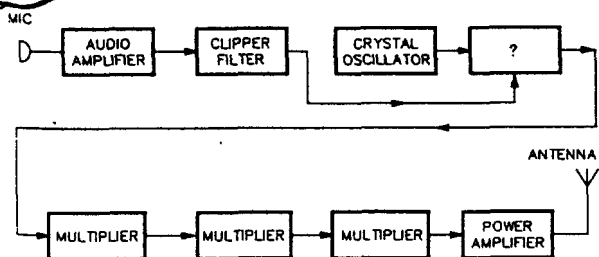 MIC
AUDIO AMPLIFIER
CLIPPER FILTER
CRYSTAL OSCILLATOR
?
ANTENNA
MULTIPLIER
MULTIPLIER
MULTIPLIER
POWER AMPLIFIER